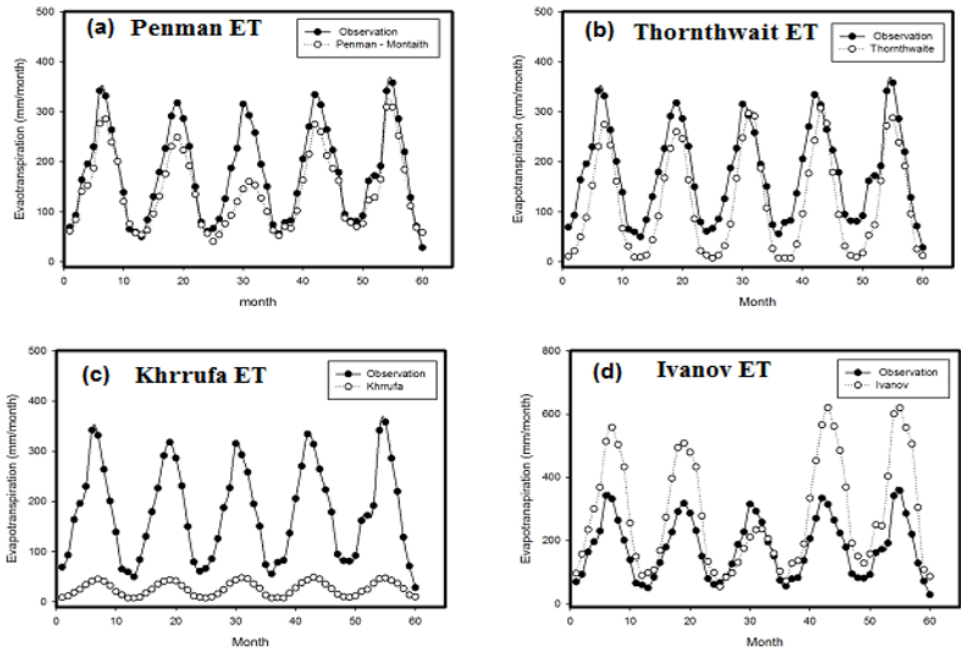 (a) Penman ET
Observation
Penman - Montaith
Evaotranspiration (mm/month)
500
400
300
200
100
0
0 10 20 30 40 50 60
month
(b) Thornthwait ET
Observation
Thornthwaite
Evapotranspiration (mm/month)
500
400
300
200
100
0
0 10 20 30 40 50 60
Month
(c) Khrrufa ET
Observation
Khrrufa
Evapotranspiration (mm/month)
500
400
300
200
100
0
0 10 20 30 40 50 60
Month
(d) Ivanov ET
Observation
Ivanov
Evapotranapiration (mm/month)
800
600
400
200
0
0 10 20 30 40 50 60
Month